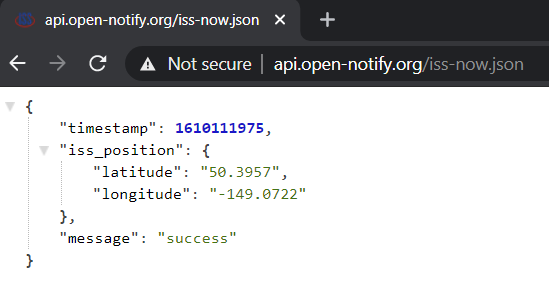 api.open-notify.org/iss-now.json
Not secure | api.open-notify.org/iss-now.json
{
"timestamp": 1610111975,
"iss_position": {
"latitude": "50.3957",
"longitude": "-149.0722"
},
"message": "success"
}